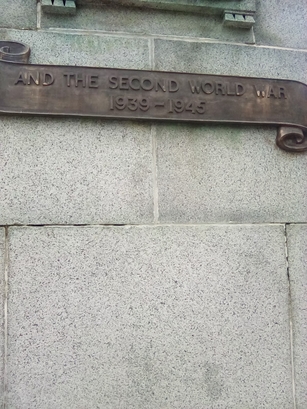 AND THE SECOND WORLD WAR
1939-1945